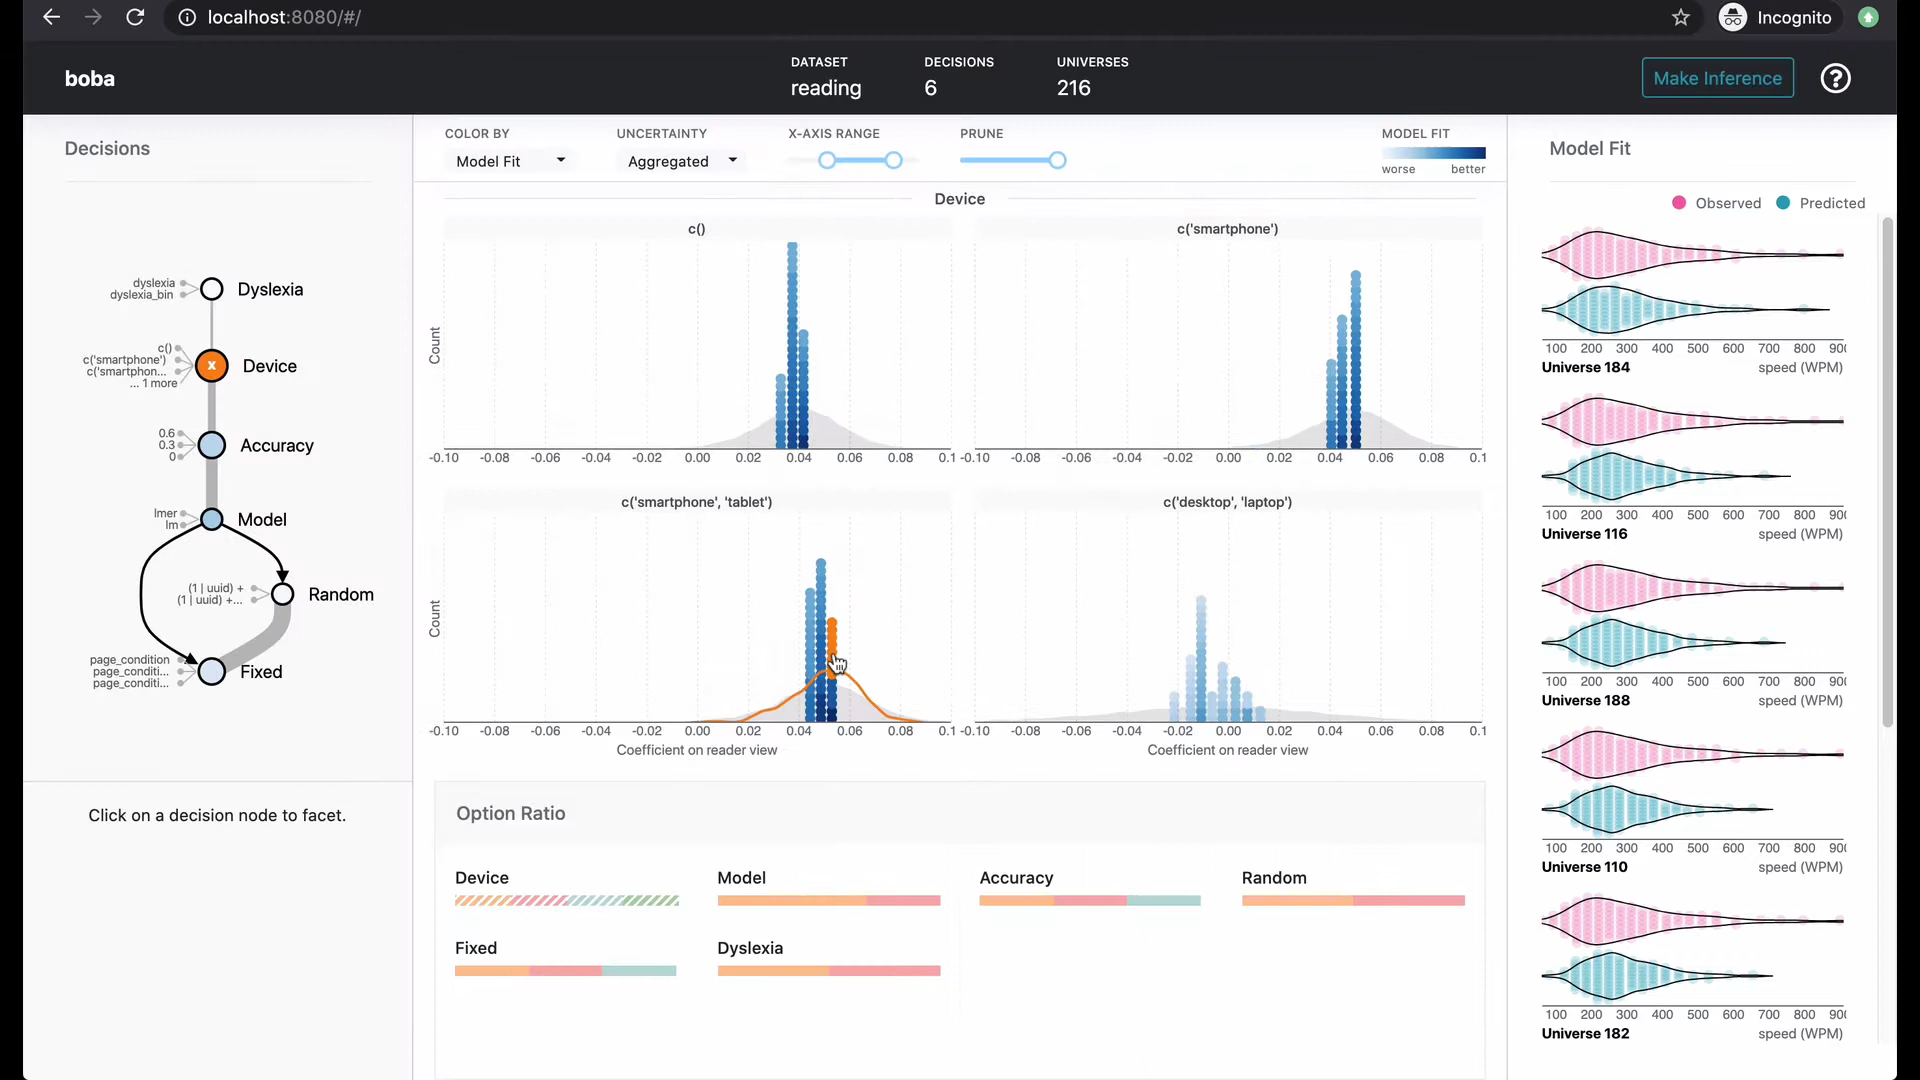 localhost:8080/#/
Incognito
boba
DATASET
reading
DECISIONS
6
UNIVERSES
216
Make Inference
?
Decisions
dyslexia
dyslexia_bin
Dyslexia
c()
c('smartphone')
c('smartphon...
... 1 more
x
Device
0.6
0.3
0
Accuracy
lmer
lm
Model
(1 | uuid) +
(1 | uuid) +...
Random
page_condition
page_conditi...
page_conditi...
Fixed
Click on a decision node to facet.
COLOR BY
Model Fit
UNCERTAINTY
Aggregated
X-AXIS RANGE
PRUNE
MODEL FIT
worse better
Device
c()
Count
-0.10 -0.08 -0.06 -0.04 -0.02 0.00 0.02 0.04 0.06 0.08 0.1
c('smartphone')
-0.10 -0.08 -0.06 -0.04 -0.02 0.00 0.02 0.04 0.06 0.08 0.1
c('smartphone', 'tablet')
Count
-0.10 -0.08 -0.06 -0.04 -0.02 0.00 0.02 0.04 0.06 0.08 0.1
Coefficient on reader view
c('desktop', 'laptop')
-0.10 -0.08 -0.06 -0.04 -0.02 0.00 0.02 0.04 0.06 0.08 0.1
Coefficient on reader view
Option Ratio
Device
Model
Accuracy
Random
Fixed
Dyslexia
Model Fit
Observed Predicted
100 200 300 400 500 600 700 800 900
Universe 184 speed (WPM)
100 200 300 400 500 600 700 800 900
Universe 116 speed (WPM)
100 200 300 400 500 600 700 800 900
Universe 188 speed (WPM)
100 200 300 400 500 600 700 800 900
Universe 110 speed (WPM)
100 200 300 400 500 600 700 800 900
Universe 182 speed (WPM)